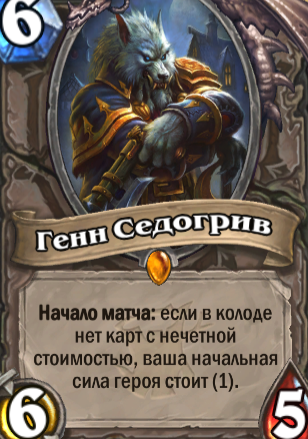 6
Генн Седогрив
Начало матча: если в колоде
нет карт с нечетной
стоимостью, ваша начальная
сила героя стоит (1).
6
5